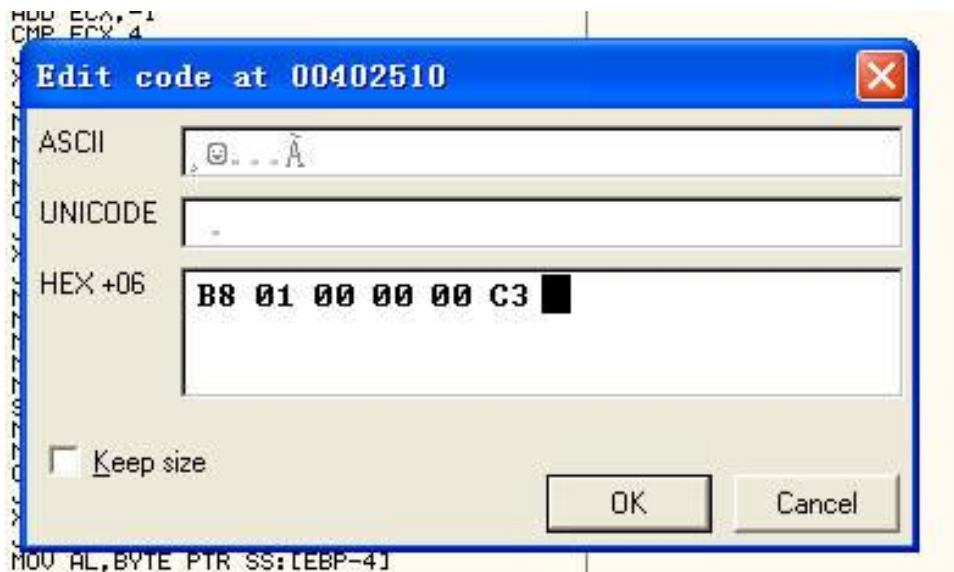 ADD ECX,-1
CMP ECX,4
Edit code at 00402510
ASCII
¸☺...Ã
UNICODE
.
HEX +06
B8 01 00 00 00 C3
Keep size
OK
Cancel
MOV AL,BYTE PTR SS:[EBP-4]